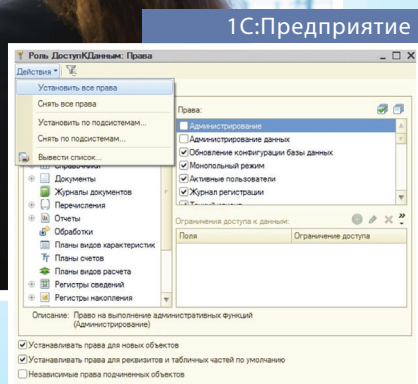 1С:Предприятие
Роль ДоступКДанным: Права
Действия
Установить все права
Снять все права
Установить по подсистемам...
Снять по подсистемам...
Вывести список...
Документы
Журналы документов
Перечисления
Отчеты
Обработки
Планы видов характеристик
Планы счетов
Планы видов расчета
Регистры сведений
Регистры накопления
Права:
Администрирование
Администрирование данных
Обновление конфигурации базы данных
Монопольный режим
Активные пользователи
Журнал регистрации
Ограничения доступа к данным:
Поля Ограничение доступа
Описание: Право на выполнение административных функций
(Администрирование)
Устанавливать права для новых объектов
Устанавливать права для реквизитов и табличных частей по умолчанию
Независимые права подчиненных объектов